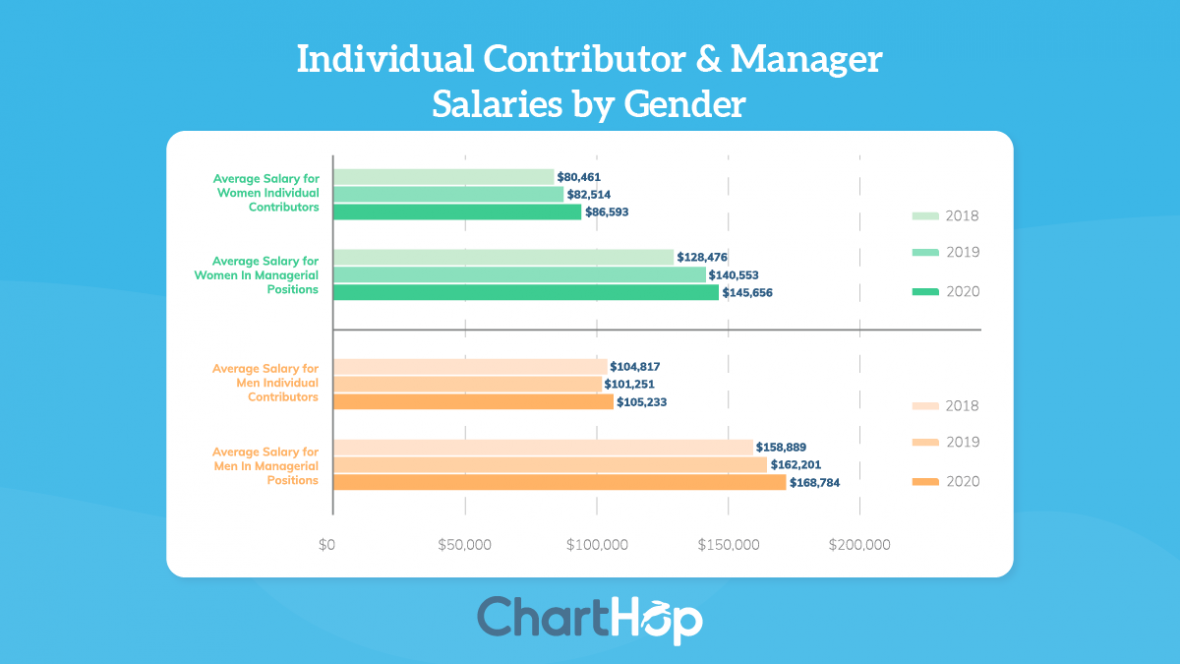 Individual Contributor & Manager
Salaries by Gender
Average Salary for
Women Individual
Contributors
$80,461
$82,514
$86,593
Average Salary for
Women In Managerial
Positions
$128,476
$140,553
$145,656
2018
2019
2020
Average Salary for
Men Individual
Contributors
$104,817
$101,251
$105,233
Average Salary for
Men In Managerial
Positions
$158,889
$162,201
$168,784
2018
2019
2020
$0
$50,000
$100,000
$150,000
$200,000
ChartHop